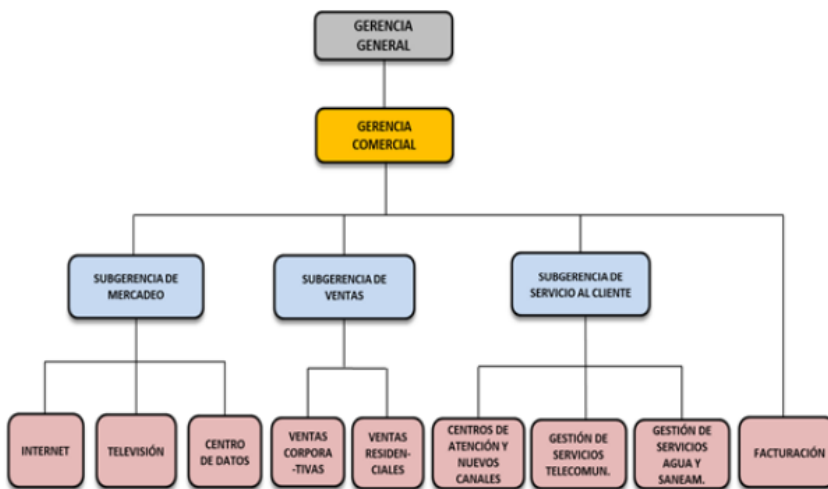 GERENCIA
GENERAL
GERENCIA
COMERCIAL
SUBGERENCIA DE
MERCADEO
SUBGERENCIA DE
VENTAS
SUBGERENCIA DE
SERVICIO AL CLIENTE
INTERNET
TELEVISIÓN
CENTRO
DE DATOS
VENTAS
CORPORA
-TIVAS
VENTAS
RESIDEN-
CIALES
CENTROS DE
ATENCIÓN Y
NUEVOS
CANALES
GESTIÓN DE
SERVICIOS
TELECOMUN.
GESTIÓN DE
SERVICIOS
AGUA Y
SANEAM.
FACTURACIÓN